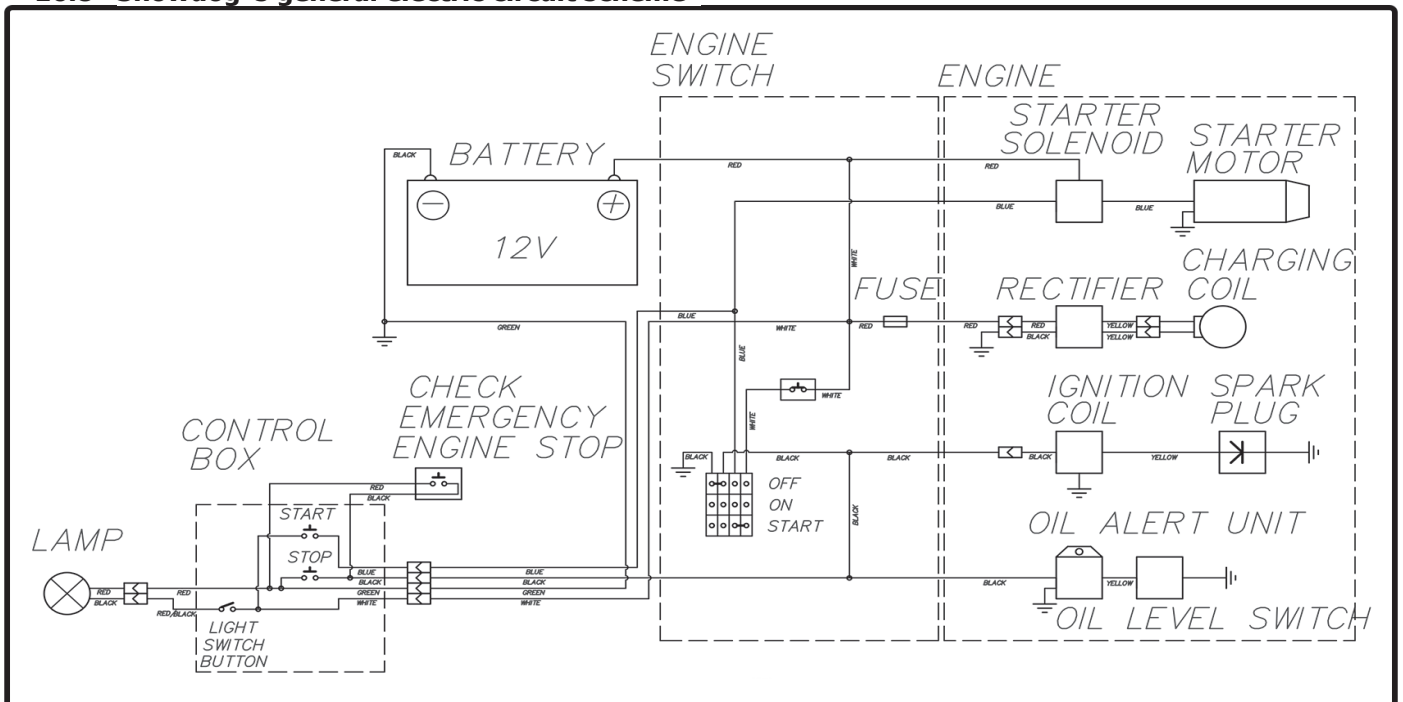 ENGINE
SWITCH
ENGINE
STARTER
SOLENOID
STARTER
MOTOR
BLACK
BATTERY
RED
RED
12V
BLUE
BLUE
WHITE
CHARGING
COIL
FUSE
RECTIFIER
GREEN
BLUE
WHITE
RED
RED
RED
BLACK
YELLOW
YELLOW
BLUE
WHITE
WHITE
CHECK
EMERGENCY
ENGINE STOP
IGNITION
COIL
SPARK
PLUG
CONTROL
BOX
BLACK
BLACK
BLACK
BLACK
YELLOW
RED
BLACK
OFF
ON
START
BLACK
START
STOP
LAMP
OIL ALERT UNIT
RED
BLACK
RED
RED/BLACK
BLUE
BLACK
GREEN
WHITE
BLUE
BLACK
GREEN
WHITE
BLACK
YELLOW
OIL LEVEL SWITCH
LIGHT
SWITCH
BUTTON